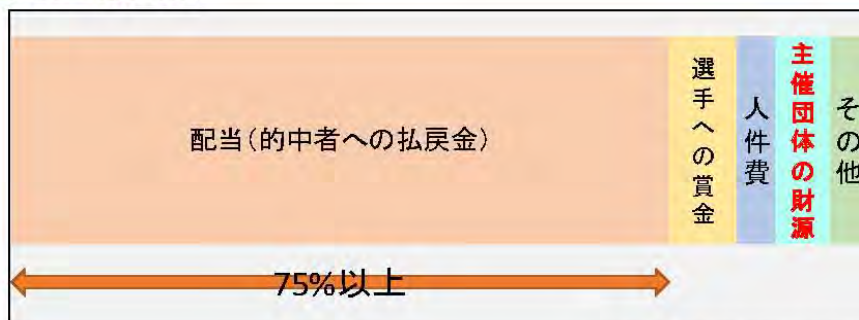 配当(的中者への払戻金)
選手への賞金
人件費
主催団体の財源
その他
75%以上